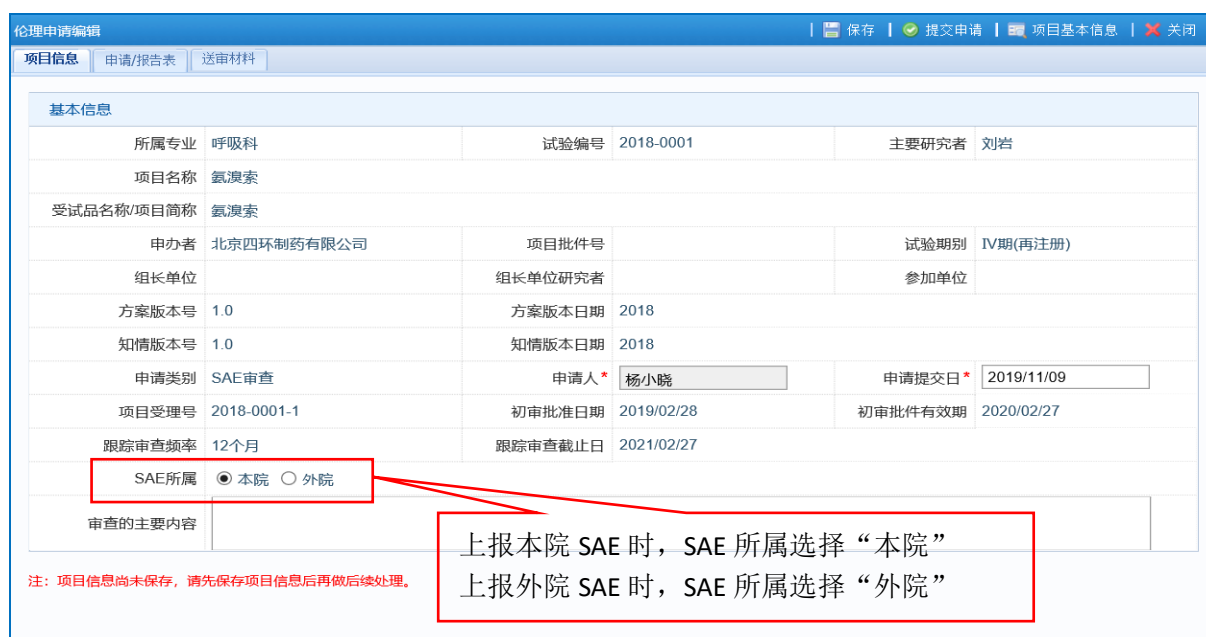 伦理申请编辑 | 保存 | 提交申请 | 项目基本信息 | 关闭
项目信息 申请/报告表 送审材料
基本信息
所属专业 呼吸科 试验编号 2018-0001 主要研究者 刘岩
项目名称 氨溴索
受试品名称/项目简称 氨溴索
申办者 北京四环制药有限公司 项目批件号 试验期别 IV期(再注册)
组长单位 组长单位研究者 参加单位
方案版本号 1.0 方案版本日期 2018
知情版本号 1.0 知情版本日期 2018
申请类别 SAE审查 申请人* 杨小晓 申请提交日* 2019/11/09
项目受理号 2018-0001-1 初审批准日期 2019/02/28 初审批件有效期 2020/02/27
跟踪审查频率 12个月 跟踪审查截止日 2021/02/27
SAE所属 本院 外院
审查的主要内容
上报本院 SAE 时，SAE 所属选择“本院”
上报外院 SAE 时，SAE 所属选择“外院”
注：项目信息尚未保存，请先保存项目信息后再做后续处理。